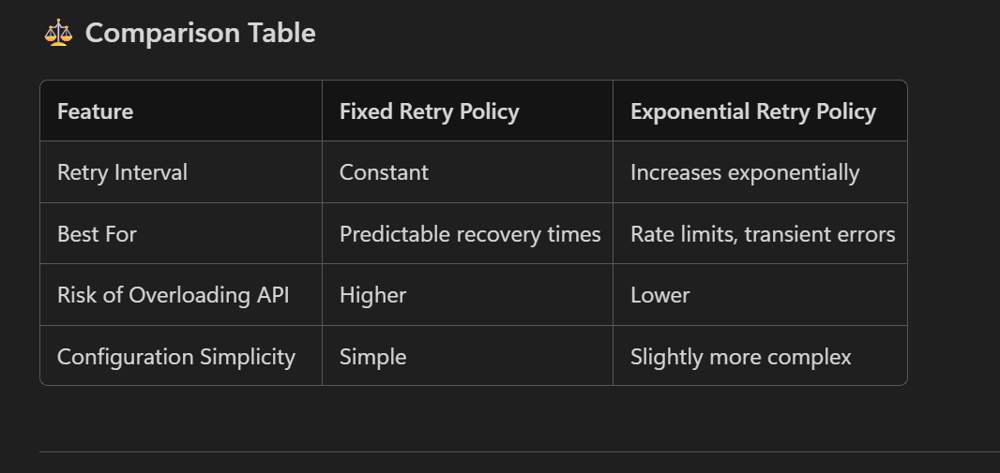 Comparison Table
Feature Fixed Retry Policy Exponential Retry Policy
Retry Interval Constant Increases exponentially
Best For Predictable recovery times Rate limits, transient errors
Risk of Overloading API Higher Lower
Configuration Simplicity Simple Slightly more complex